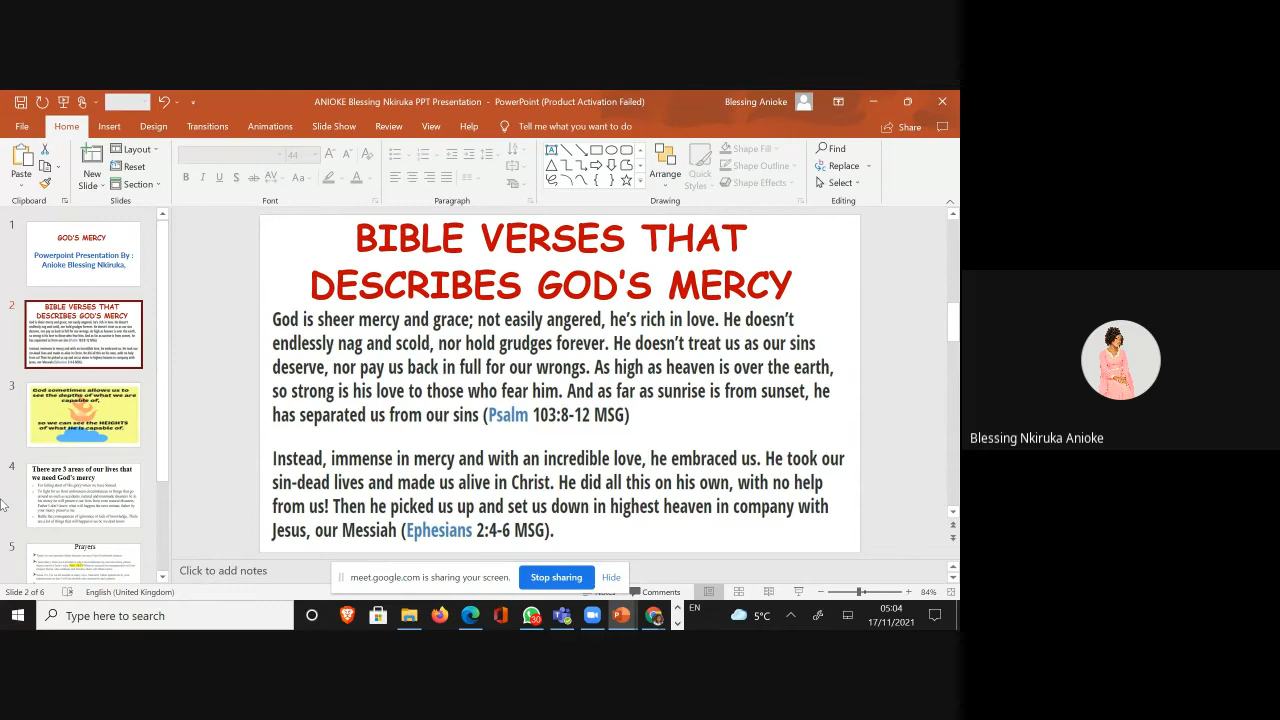 ANIOKE Blessing Nkiruka PPT Presentation - PowerPoint (Product Activation Failed)
Blessing Anioke
File Home Insert Design Transitions Animations Slide Show Review View Help Tell me what you want to do
Share
Paste
Clipboard
New Slide
Layout
Reset
Section
Slides
44
B I U S ab AV Aa A
Font
Paragraph
Arrange
Quick Styles
Shape Fill
Shape Outline
Shape Effects
Drawing
Find
Replace
Select
Editing
1
GOD'S MERCY
Powerpoint Presentation By :
Anioke Blessing Nkiruka,
2
BIBLE VERSES THAT
DESCRIBES GOD'S MERCY
3
God sometimes allows us to
see the depths of what we are
capable of,
so we can see the HEIGHTS
of what He is capable of.
4
There are 3 areas of our lives that
we need God's mercy
5
Prayers
BIBLE VERSES THAT
DESCRIBES GOD'S MERCY
God is sheer mercy and grace; not easily angered, he's rich in love. He doesn't
endlessly nag and scold, nor hold grudges forever. He doesn't treat us as our sins
deserve, nor pay us back in full for our wrongs. As high as heaven is over the earth,
so strong is his love to those who fear him. And as far as sunrise is from sunset, he
has separated us from our sins (Psalm 103:8-12 MSG)
Instead, immense in mercy and with an incredible love, he embraced us. He took our
sin-dead lives and made us alive in Christ. He did all this on his own, with no help
from us! Then he picked us up and set us down in highest heaven in company with
Jesus, our Messiah (Ephesians 2:4-6 MSG).
Blessing Nkiruka Anioke
Click to add notes
meet.google.com is sharing your screen.
Stop sharing
Hide
Slide 2 of 6
English (United Kingdom)
Notes
Comments
84%
Type here to search
30
EN
5°C
05:04
17/11/2021